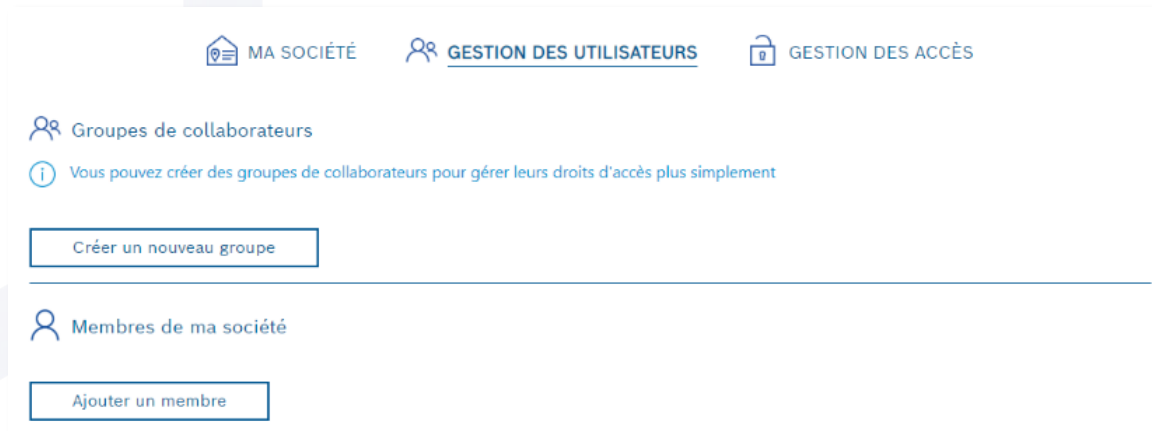 MA SOCIÉTÉ GESTION DES UTILISATEURS GESTION DES ACCÈS
Groupes de collaborateurs
Vous pouvez créer des groupes de collaborateurs pour gérer leurs droits d'accès plus simplement
Créer un nouveau groupe
Membres de ma société
Ajouter un membre